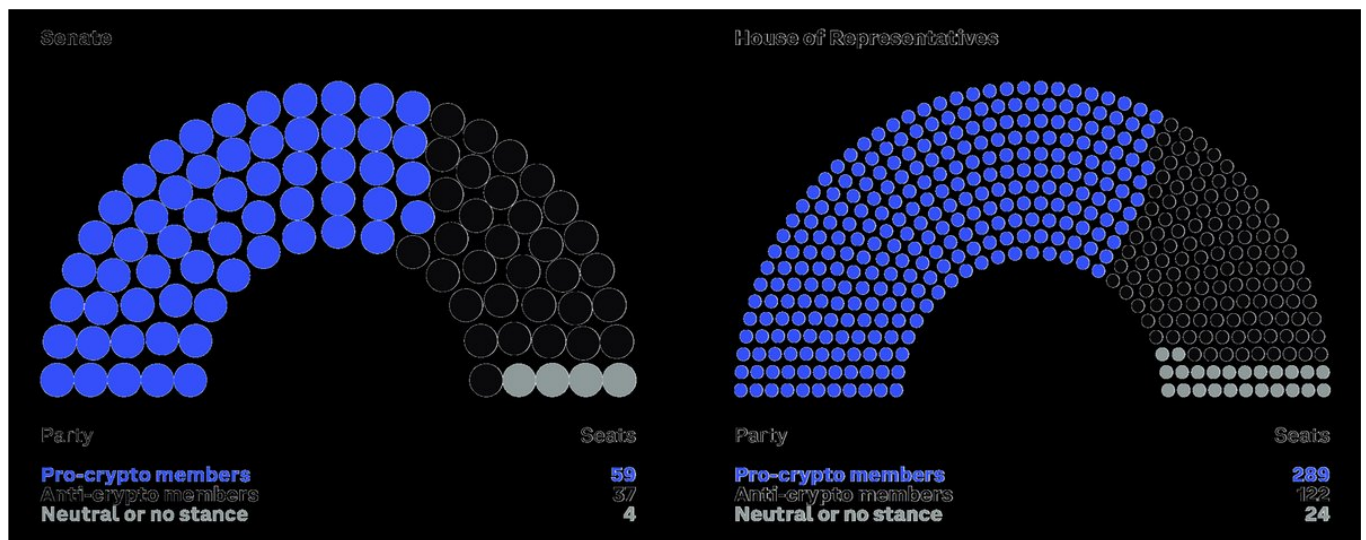 Senate
Party Seats
Pro-crypto members 59
Anti-crypto members 37
Neutral or no stance 4
House of Representatives
Party Seats
Pro-crypto members 289
Anti-crypto members 122
Neutral or no stance 24